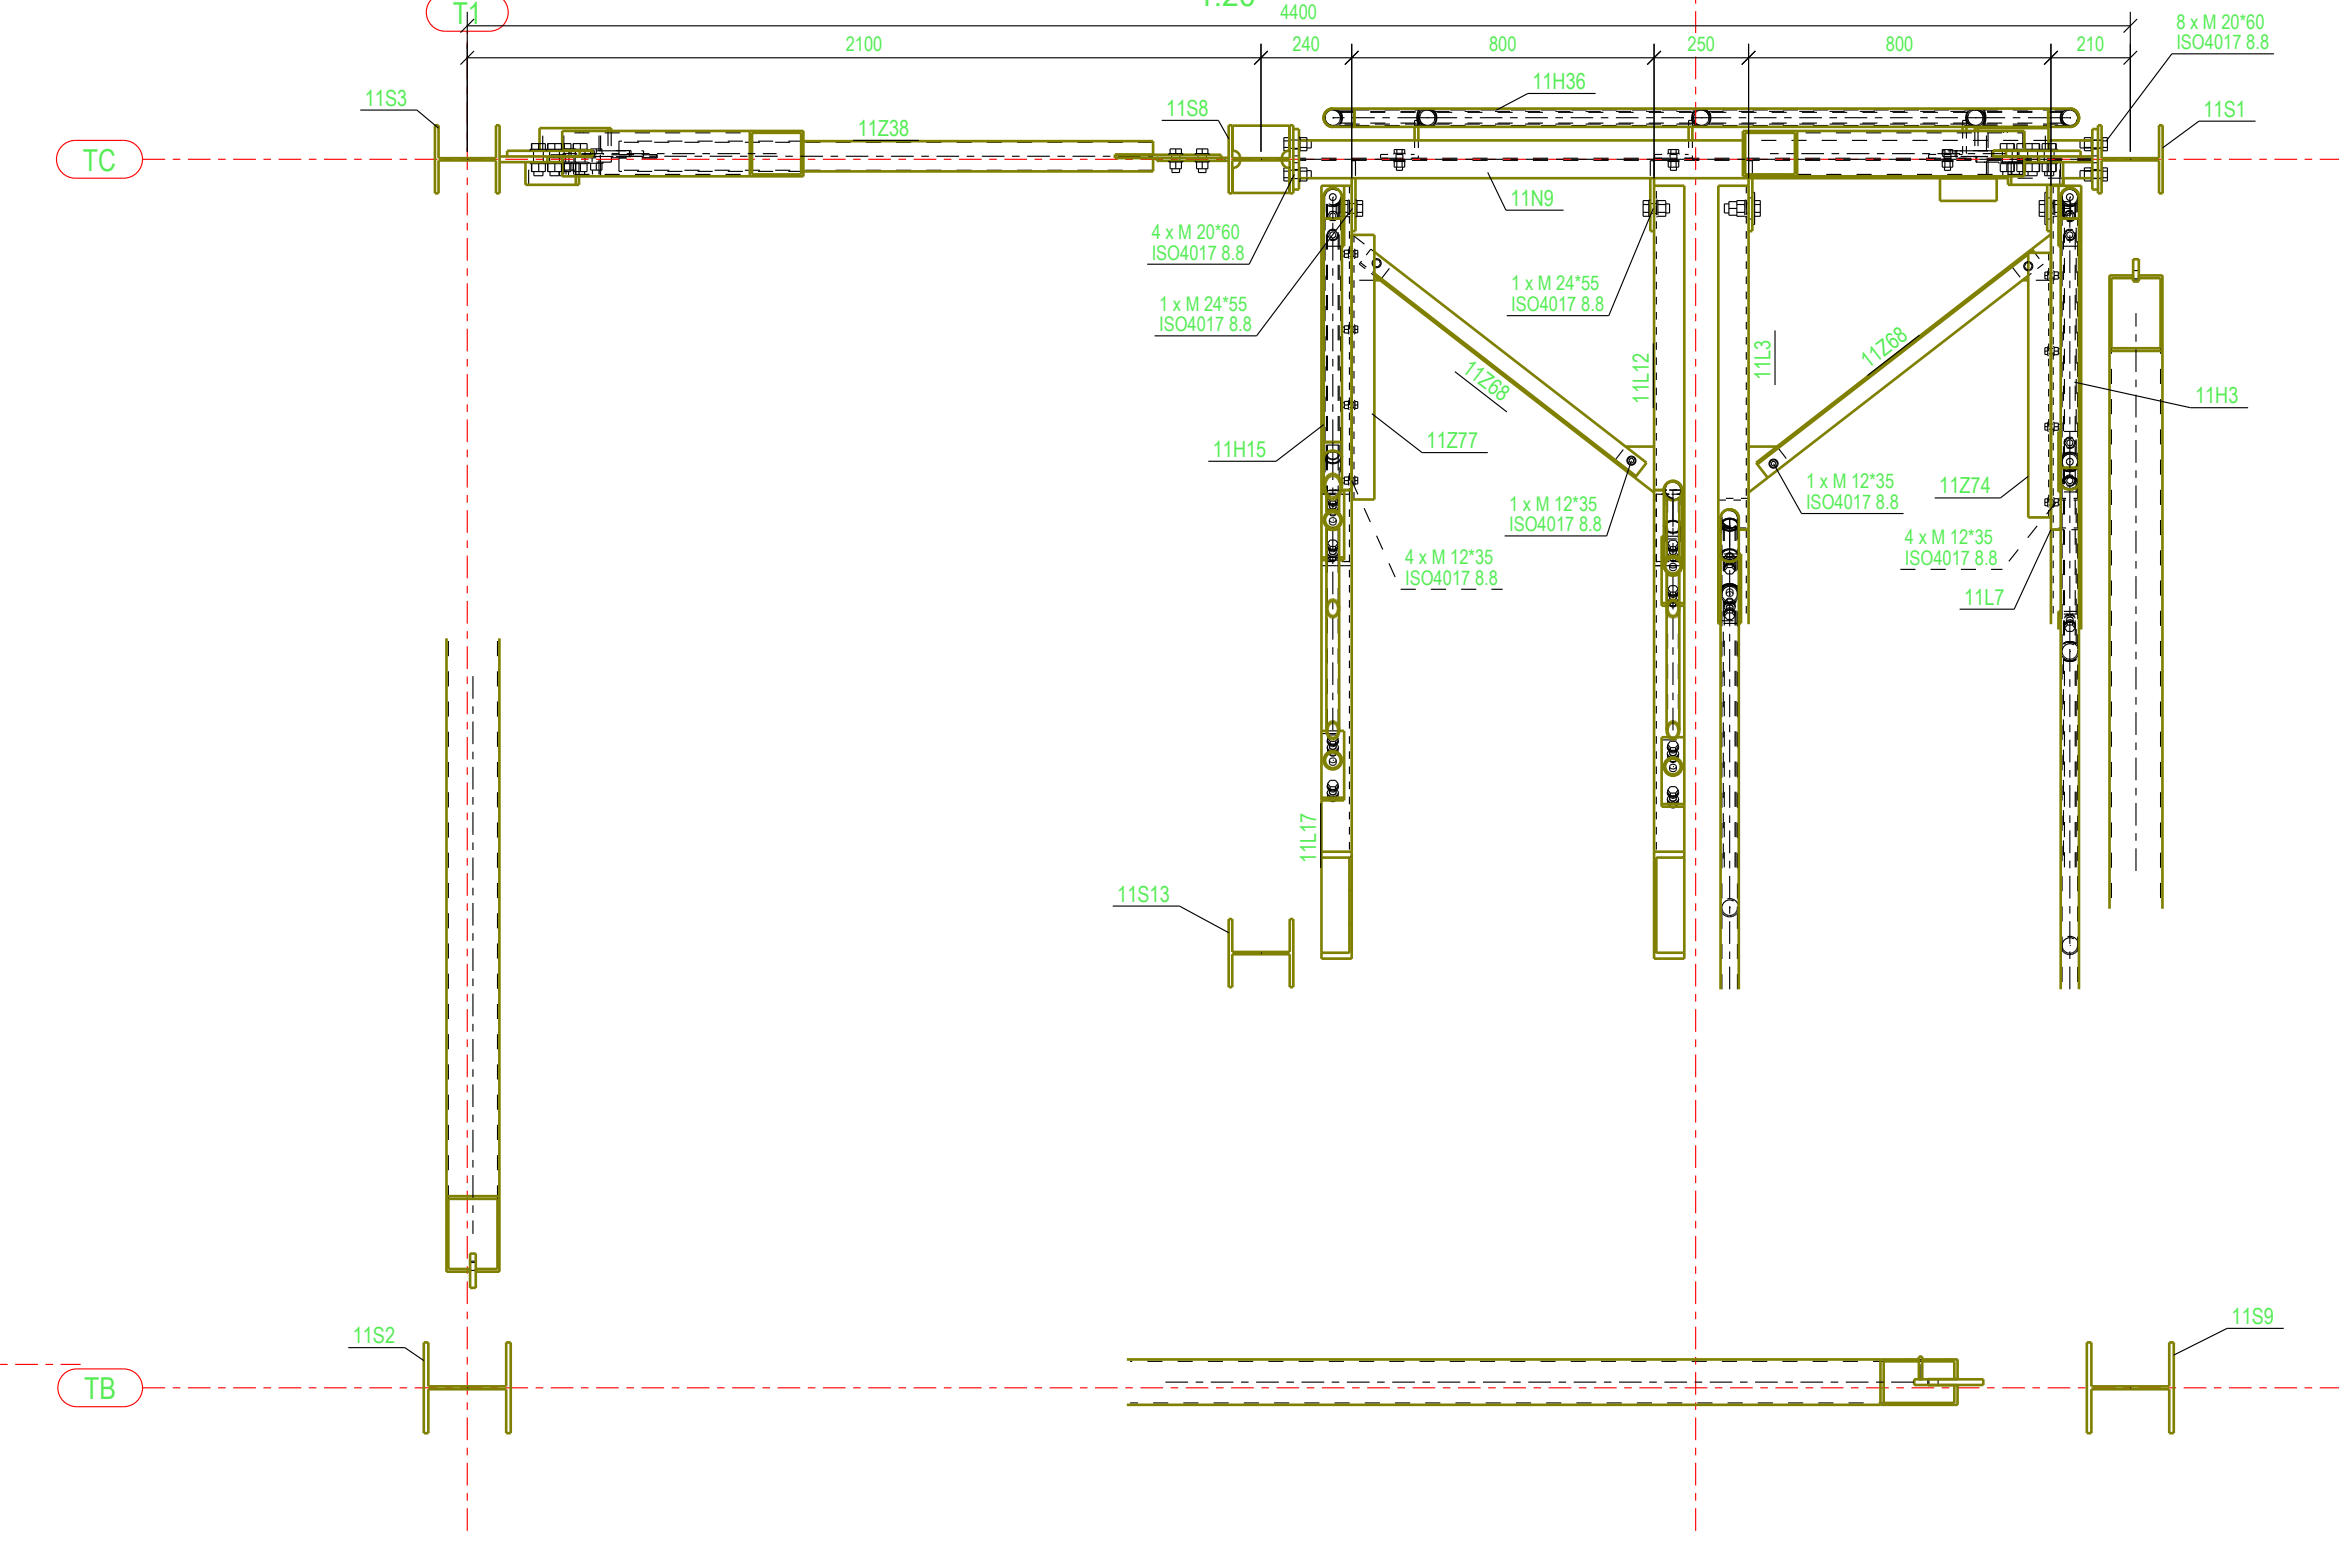 T1
4400
8 x M 20*60
ISO4017 8.8
2100
240
800
250
800
210
11H36
11S3
11S8
11S1
11Z38
TC
11N9
4 x M 20*60
ISO4017 8.8
1 x M 24*55
ISO4017 8.8
1 x M 24*55
ISO4017 8.8
11Z68
11L12
11L3
11Z68
11H3
11H15
11Z77
1 x M 12*35
ISO4017 8.8
1 x M 12*35
ISO4017 8.8
11Z74
4 x M 12*35
ISO4017 8.8
4 x M 12*35
ISO4017 8.8
11L7
11L17
11S13
11S2
11S9
TB